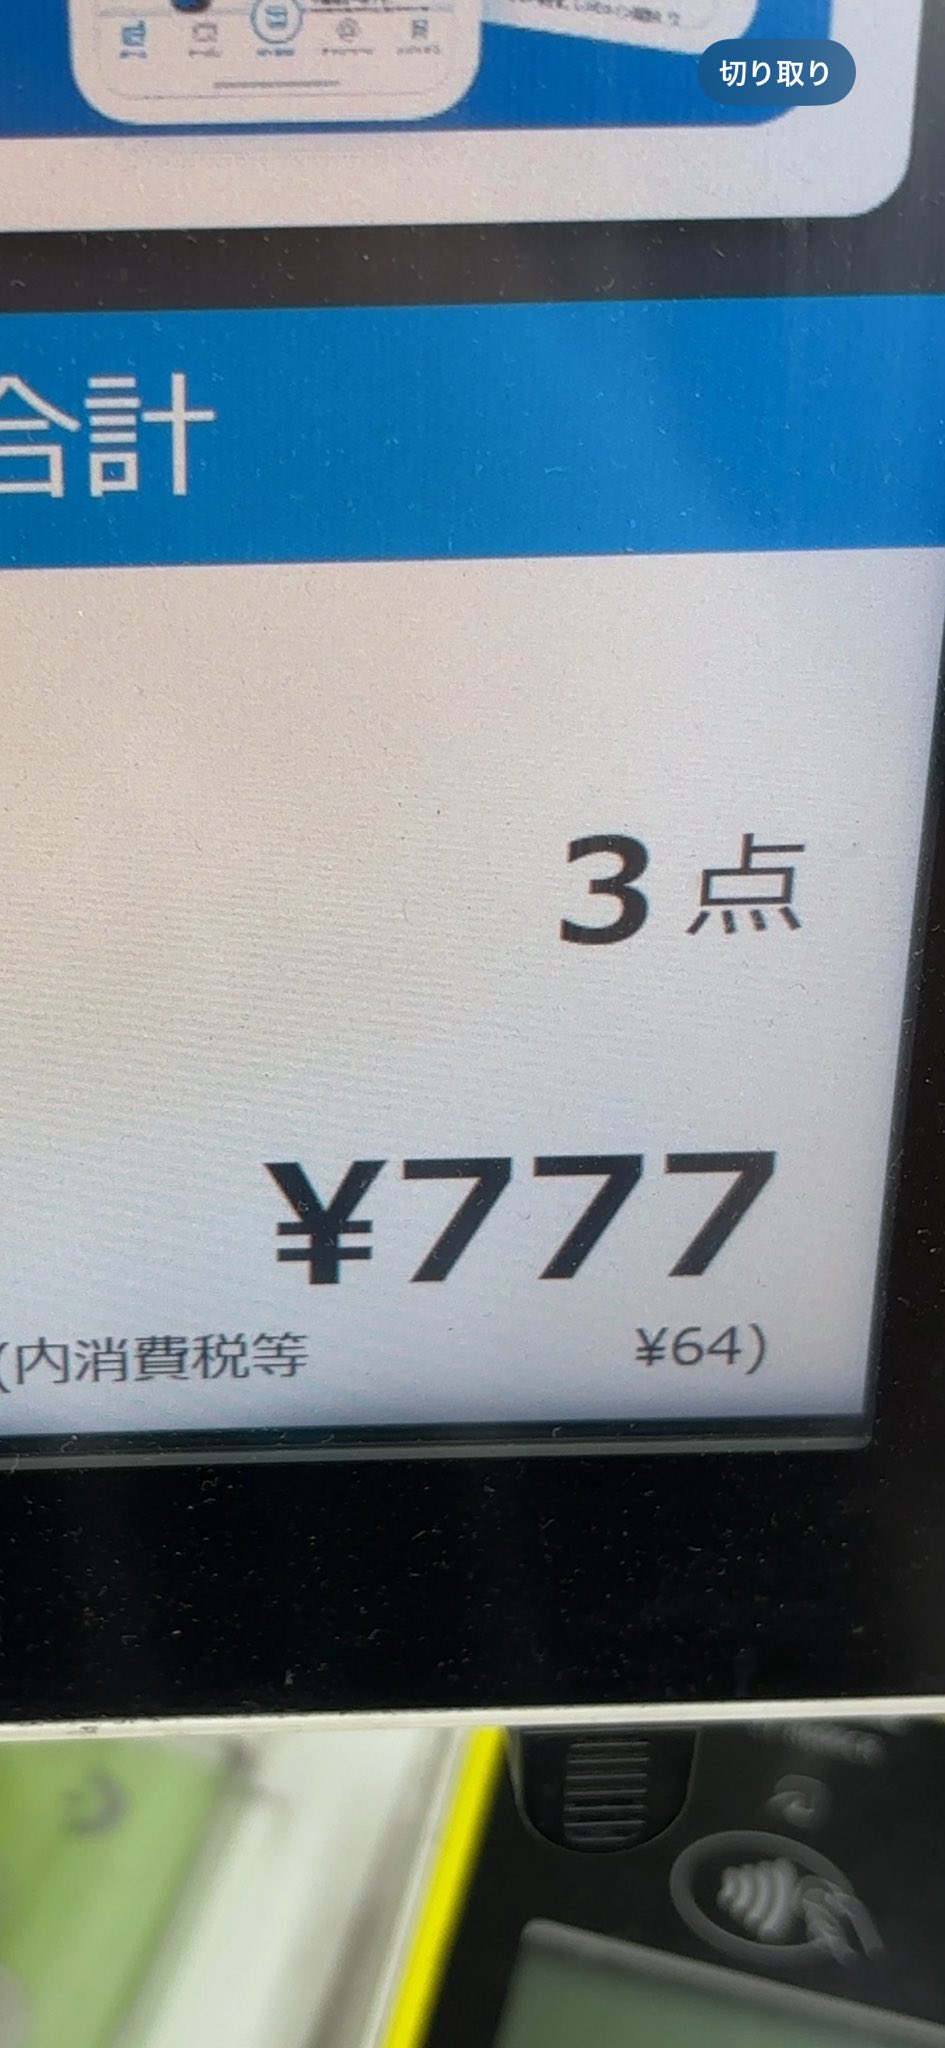 切り取り
合計
3点
¥777
(内消費税等 ¥64)